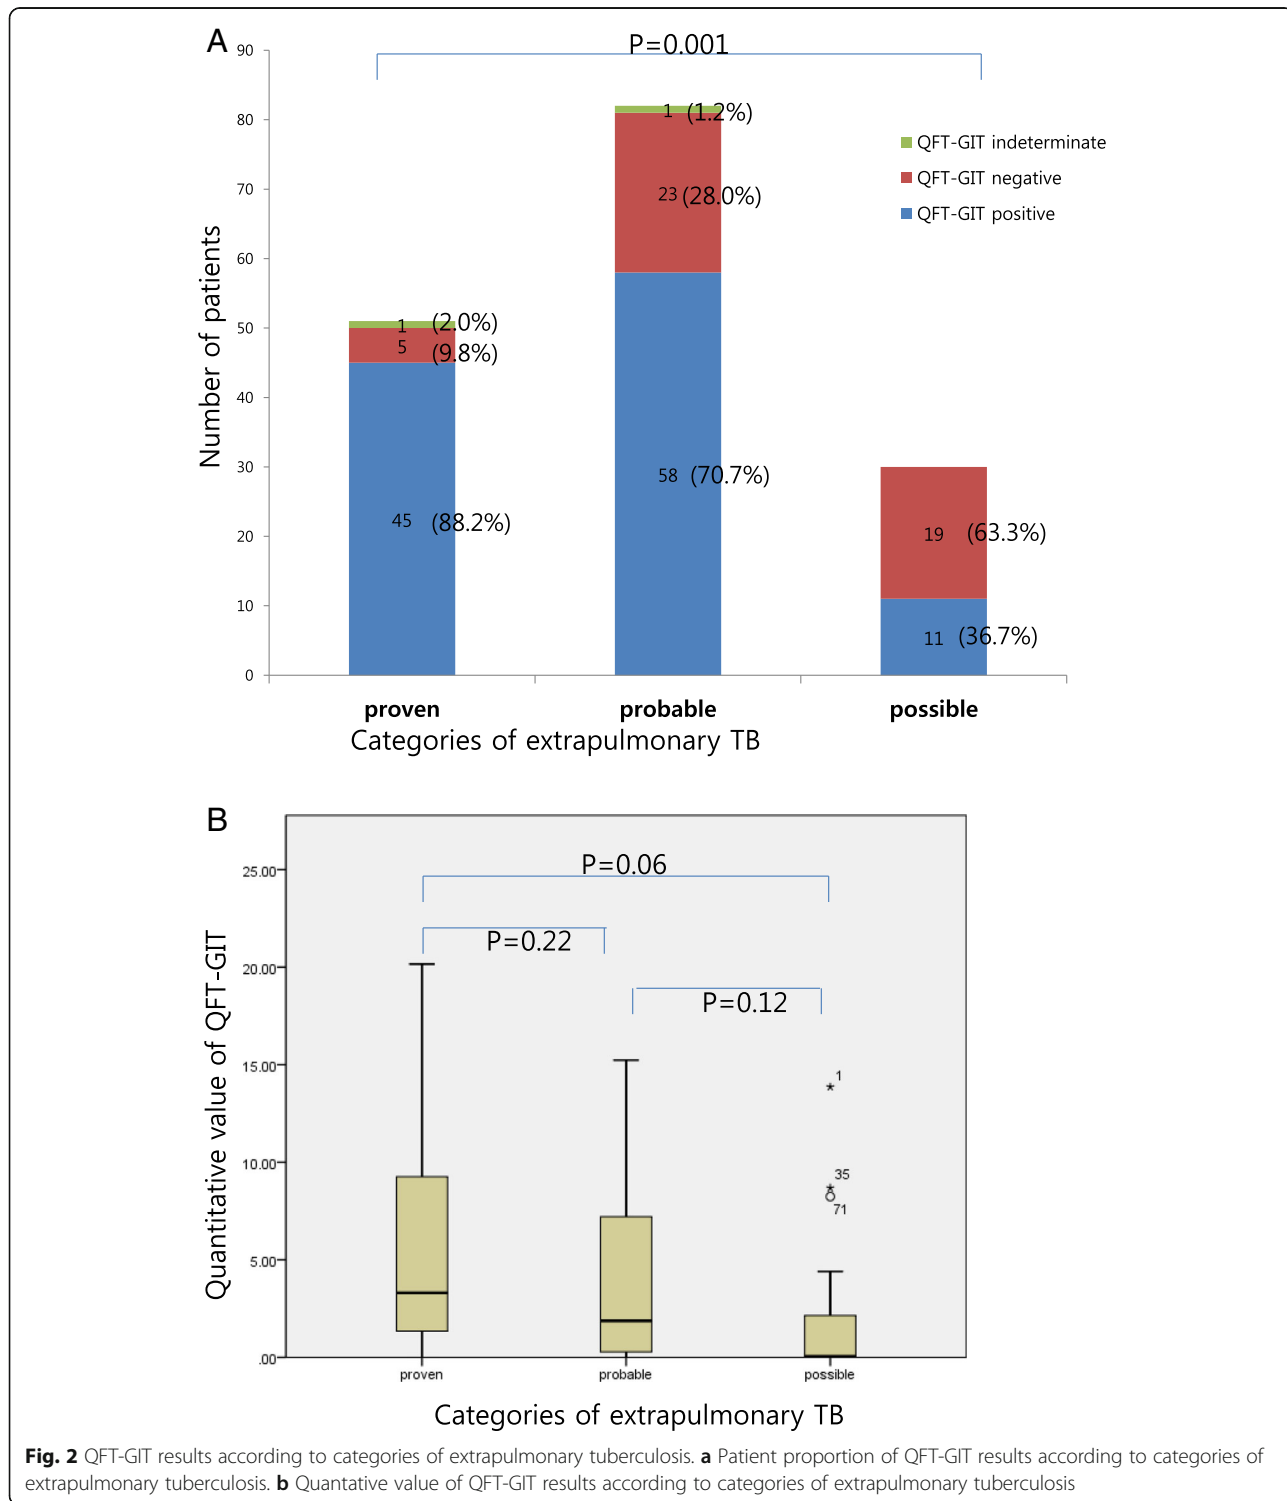 A
P=0.001
90
80
70
60
50
40
30
20
10
0
Number of patients
1 (1.2%)
23 (28.0%)
58 (70.7%)
1 (2.0%)
5 (9.8%)
45 (88.2%)
19 (63.3%)
11 (36.7%)
QFT-GIT indeterminate
QFT-GIT negative
QFT-GIT positive
proven probable possible
Categories of extrapulmonary TB
B
P=0.06
P=0.22
P=0.12
25.00
20.00
15.00
10.00
5.00
.00
Quantitative value of QFT-GIT
* 1
* 35
71
proven probable possible
Categories of extrapulmonary TB
Fig. 2 QFT-GIT results according to categories of extrapulmonary tuberculosis. a Patient proportion of QFT-GIT results according to categories of
extrapulmonary tuberculosis. b Quantative value of QFT-GIT results according to categories of extrapulmonary tuberculosis